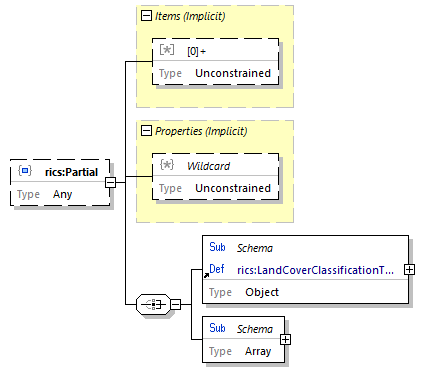 Items (Implicit)
[*] [0]+
Type Unconstrained
Properties (Implicit)
{*} Wildcard
Type Unconstrained
rics:Partial
Type Any
Sub Schema
Def rics:LandCoverClassificationT...
Type Object
Sub Schema
Type Array